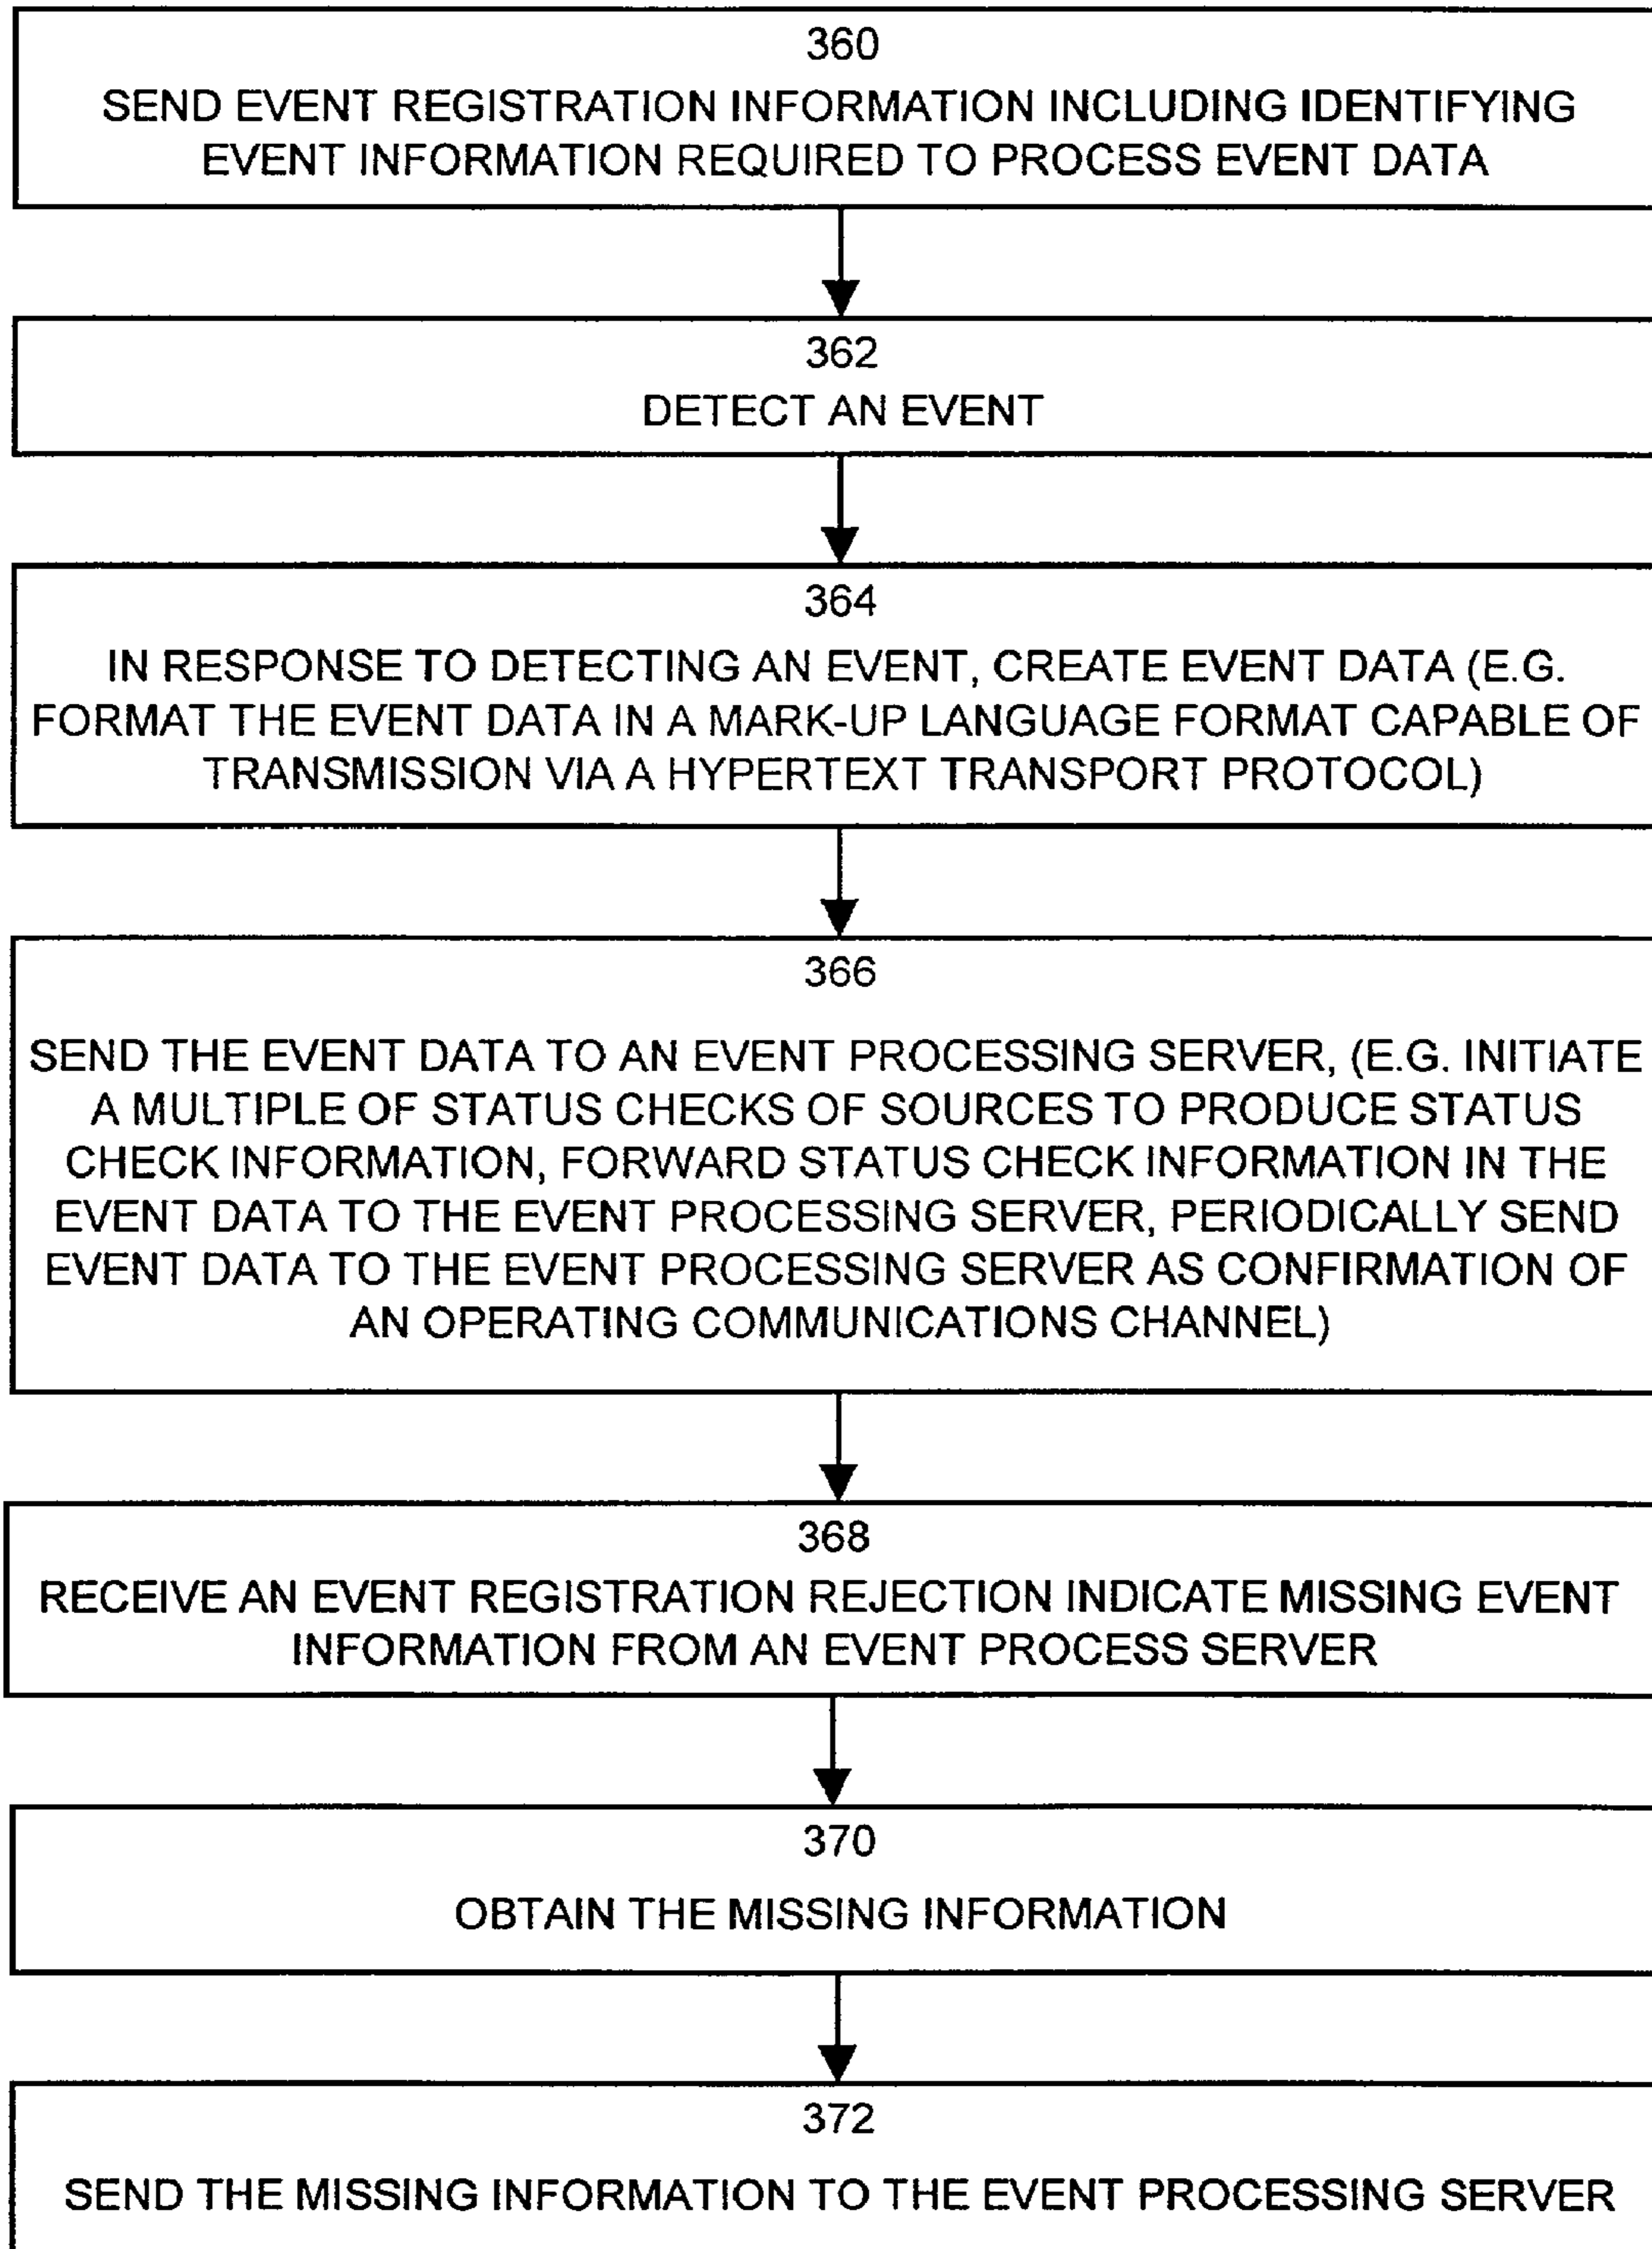 360
SEND EVENT REGISTRATION INFORMATION INCLUDING IDENTIFYING
EVENT INFORMATION REQUIRED TO PROCESS EVENT DATA
362
DETECT AN EVENT
364
IN RESPONSE TO DETECTING AN EVENT, CREATE EVENT DATA (E.G.
FORMAT THE EVENT DATA IN A MARK-UP LANGUAGE FORMAT CAPABLE OF
TRANSMISSION VIA A HYPERTEXT TRANSPORT PROTOCOL)
366
SEND THE EVENT DATA TO AN EVENT PROCESSING SERVER, (E.G. INITIATE
A MULTIPLE OF STATUS CHECKS OF SOURCES TO PRODUCE STATUS
CHECK INFORMATION, FORWARD STATUS CHECK INFORMATION IN THE
EVENT DATA TO THE EVENT PROCESSING SERVER, PERIODICALLY SEND
EVENT DATA TO THE EVENT PROCESSING SERVER AS CONFIRMATION OF
AN OPERATING COMMUNICATIONS CHANNEL)
368
RECEIVE AN EVENT REGISTRATION REJECTION INDICATE MISSING EVENT
INFORMATION FROM AN EVENT PROCESS SERVER
370
OBTAIN THE MISSING INFORMATION
372
SEND THE MISSING INFORMATION TO THE EVENT PROCESSING SERVER